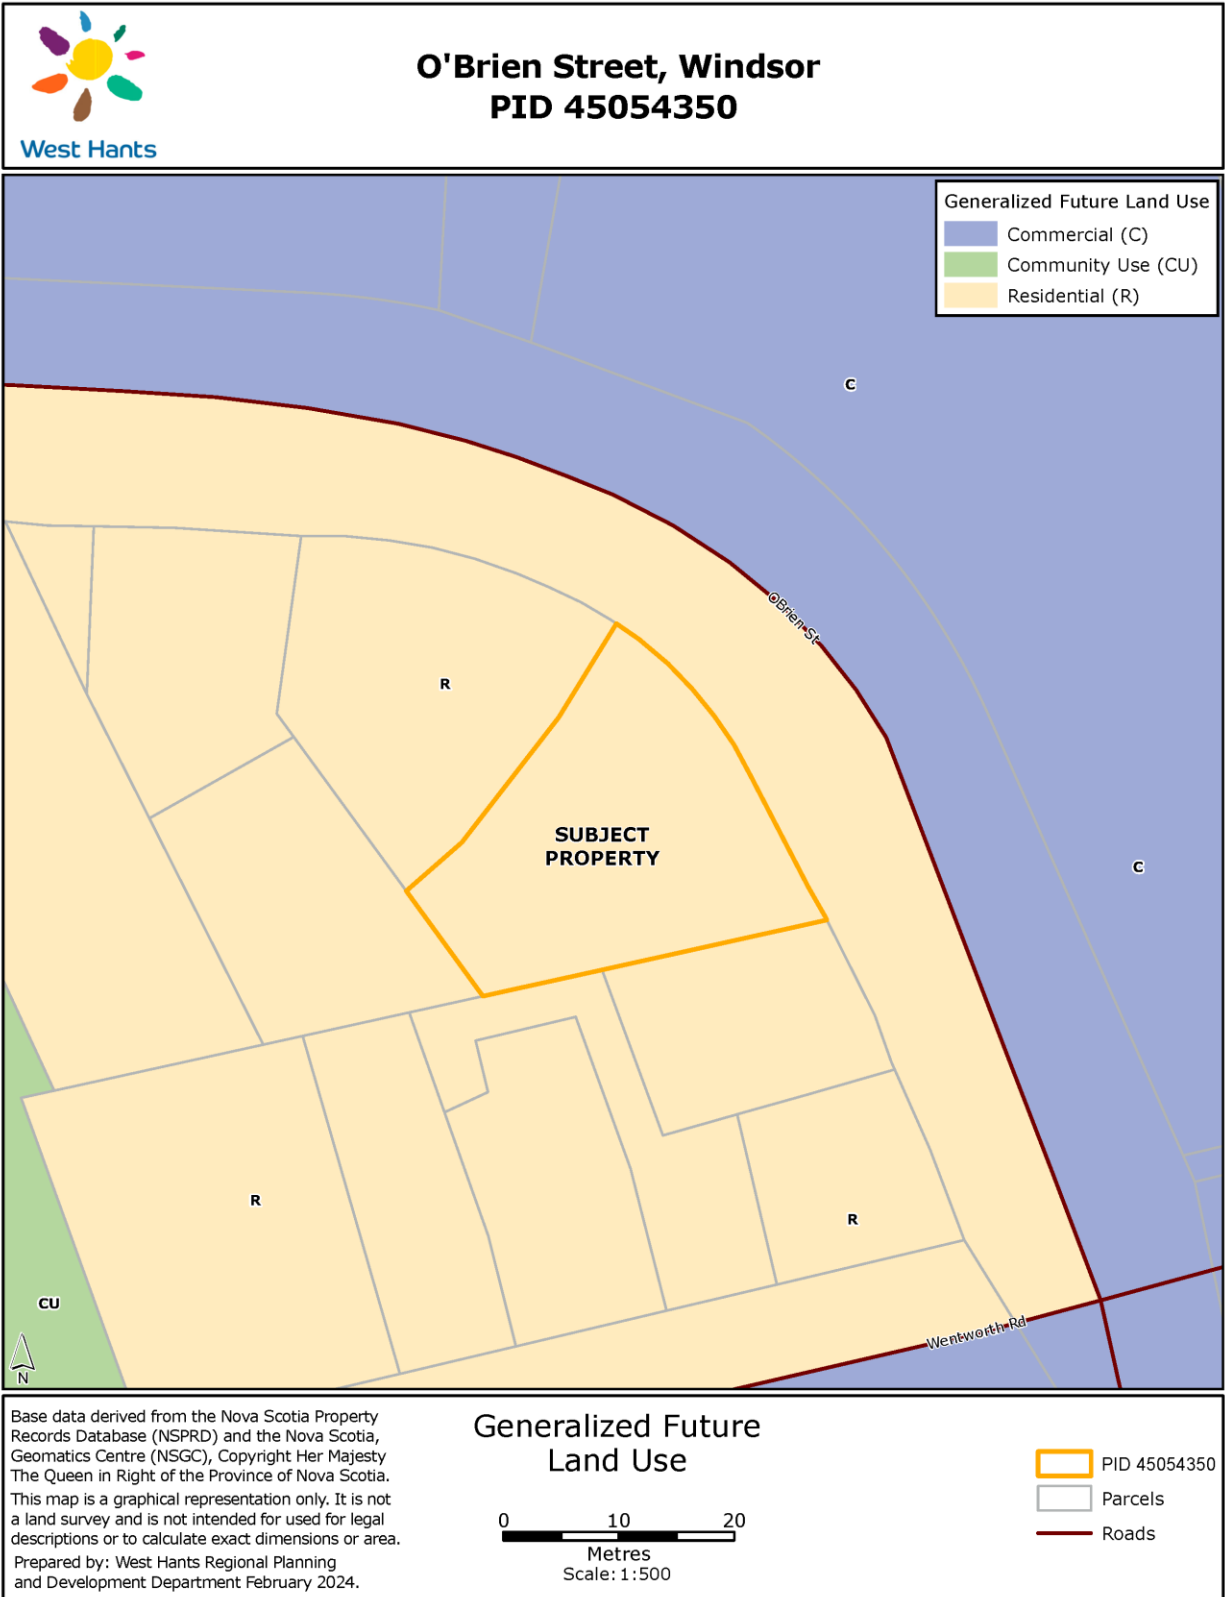 O'Brien Street, Windsor
PID 45054350
West Hants
Generalized Future Land Use
Commercial (C)
Community Use (CU)
Residential (R)
C
OBrien St
R
SUBJECT
PROPERTY
C
R
R
CU
Wentworth Rd
N
Base data derived from the Nova Scotia Property
Records Database (NSPRD) and the Nova Scotia,
Geomatics Centre (NSGC), Copyright Her Majesty
The Queen in Right of the Province of Nova Scotia.
This map is a graphical representation only. It is not
a land survey and is not intended for used for legal
descriptions or to calculate exact dimensions or area.
Prepared by: West Hants Regional Planning
and Development Department February 2024.
Generalized Future
Land Use
0 10 20
Metres
Scale: 1:500
PID 45054350
Parcels
Roads